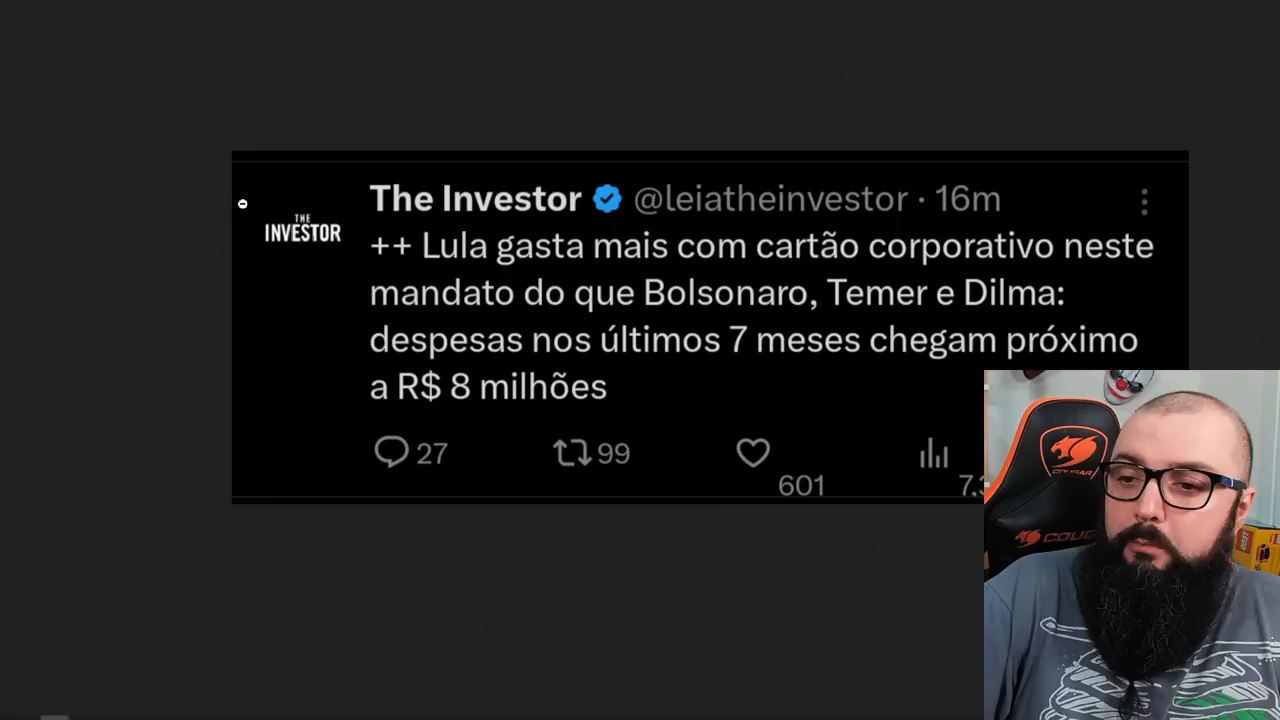 The Investor @leiatheinvestor · 16m
THE
INVESTOR
++ Lula gasta mais com cartão corporativo neste
mandato do que Bolsonaro, Temer e Dilma:
despesas nos últimos 7 meses chegam próximo
a R$ 8 milhões
27 99 601
COUGAR